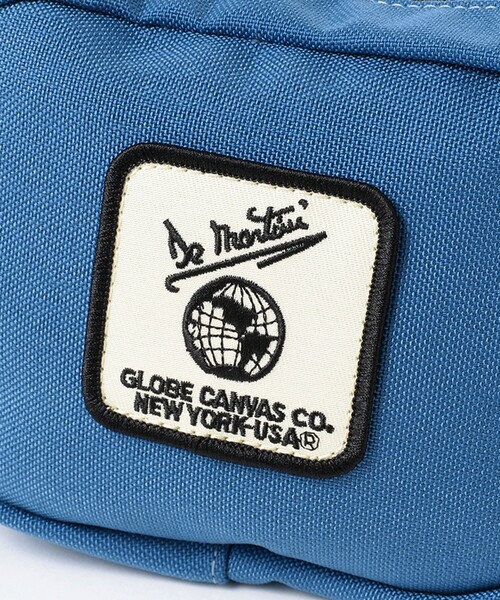 De Martini
GLOBE CANVAS CO.
NEW YORK-USA®